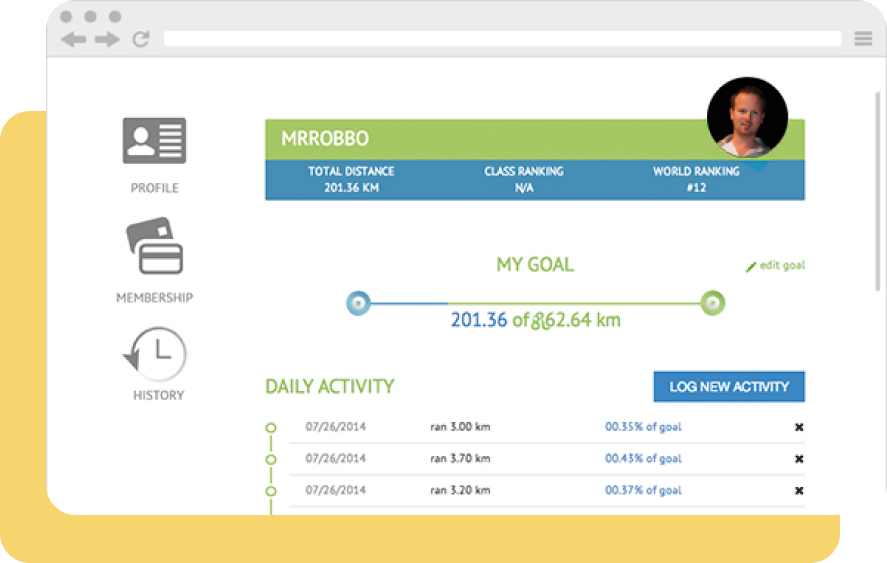 MRROBBO
TOTAL DISTANCE CLASS RANKING WORLD RANKING
201.36 KM N/A #12
PROFILE
MEMBERSHIP
HISTORY
MY GOAL
edit goal
201.36 of km
DAILY ACTIVITY
LOG NEW ACTIVITY
07/26/2014 ran 3.00 km 00.35% of goal
07/26/2014 ran 3.70 km 00.43% of goal
07/26/2014 ran 3.20 km 00.37% of goal